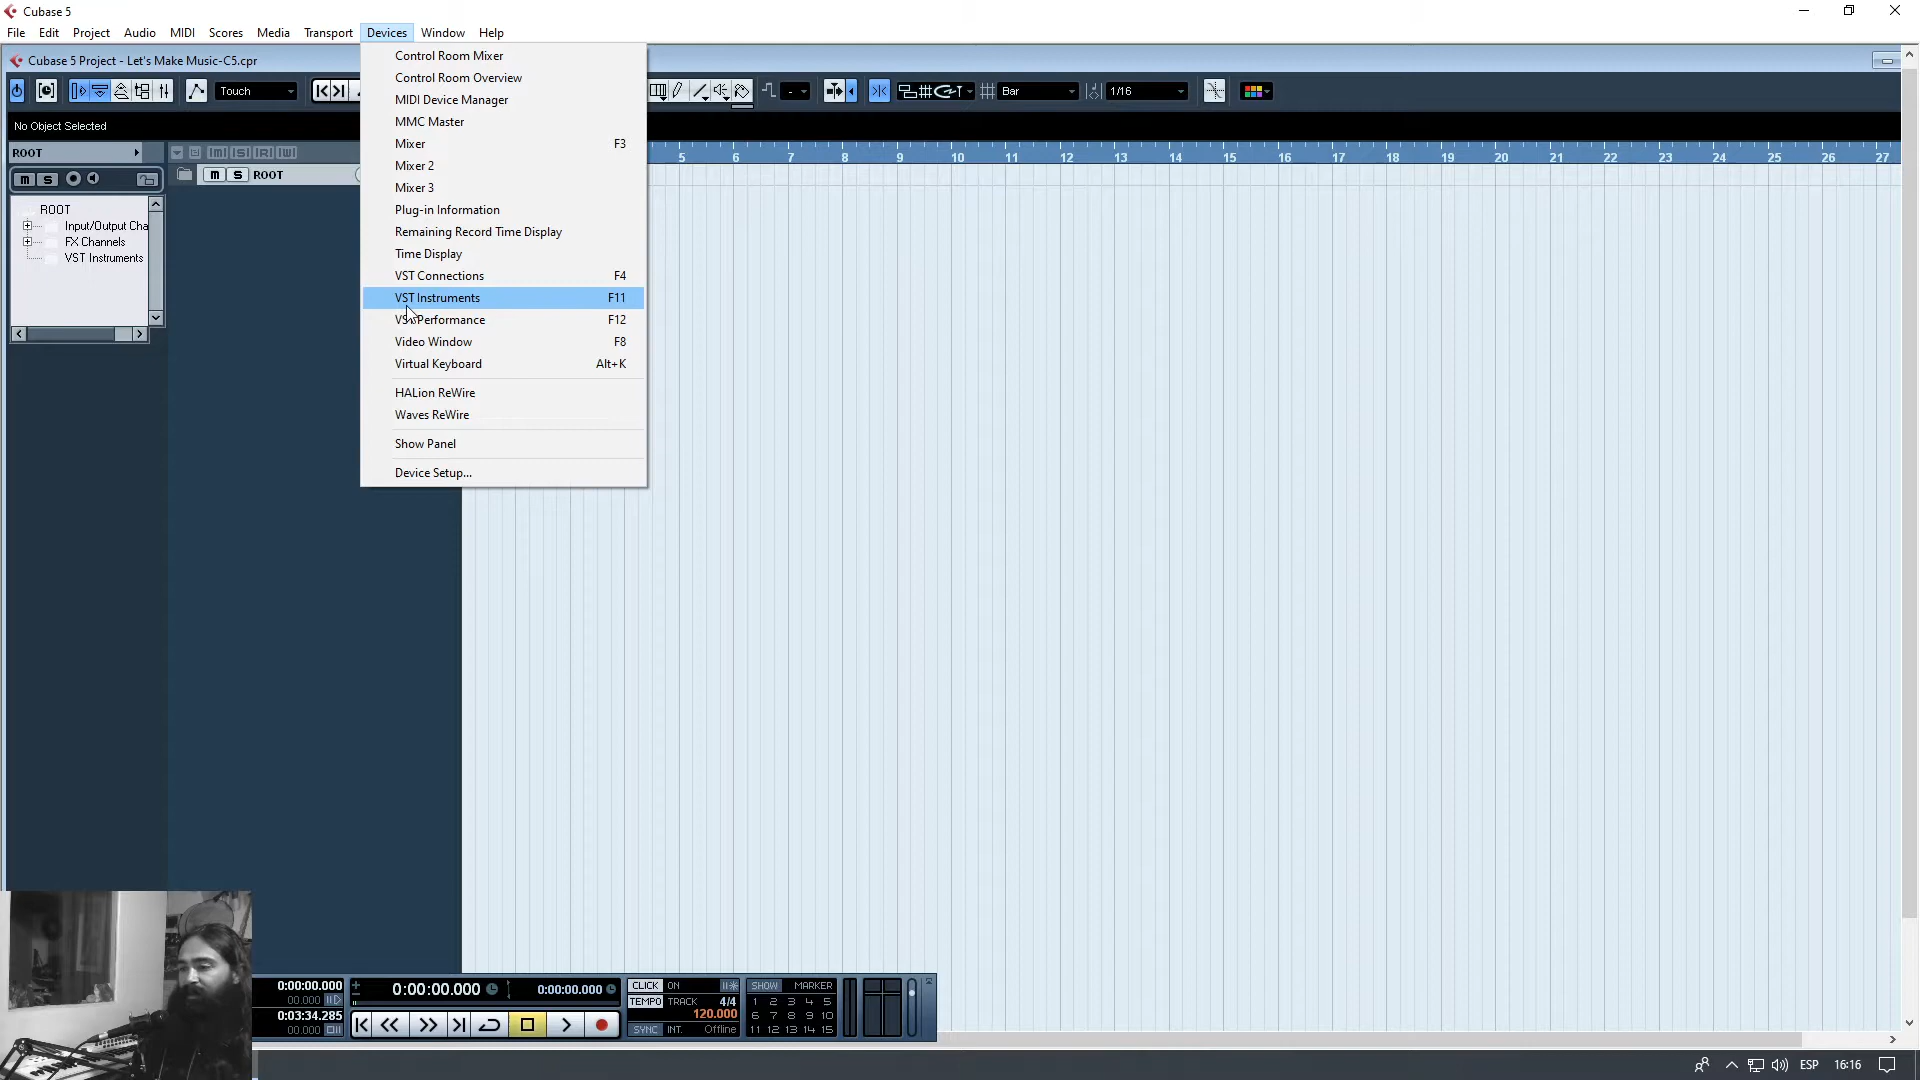 Cubase 5
File Edit Project Audio MIDI Scores Media Transport Devices Window Help
Cubase 5 Project - Let's Make Music-C5.cpr
Touch
Bar
1/16
No Object Selected
ROOT
m S
ROOT
Input/Output Cha
FX Channels
VST Instruments
m S ROOT
Control Room Mixer
Control Room Overview
MIDI Device Manager
MMC Master
Mixer F3
Mixer 2
Mixer 3
Plug-in Information
Remaining Record Time Display
Time Display
VST Connections F4
VST Instruments F11
VST Performance F12
Video Window F8
Virtual Keyboard Alt+K
HALion ReWire
Waves ReWire
Show Panel
Device Setup...
5 6 7 8 9 10 11 12 13 14 15 16 17 18 19 20 21 22 23 24 25 26 27
0:00:00.000
00.000
0:03:34.285
00.000
0:00:00.000 0:00:00.000
CLICK ON
TEMPO TRACK 4/4
120.000
SYNC INT. Offline
SHOW MARKER
1 2 3 4 5
6 7 8 9 10
11 12 13 14 15
ESP 16:16